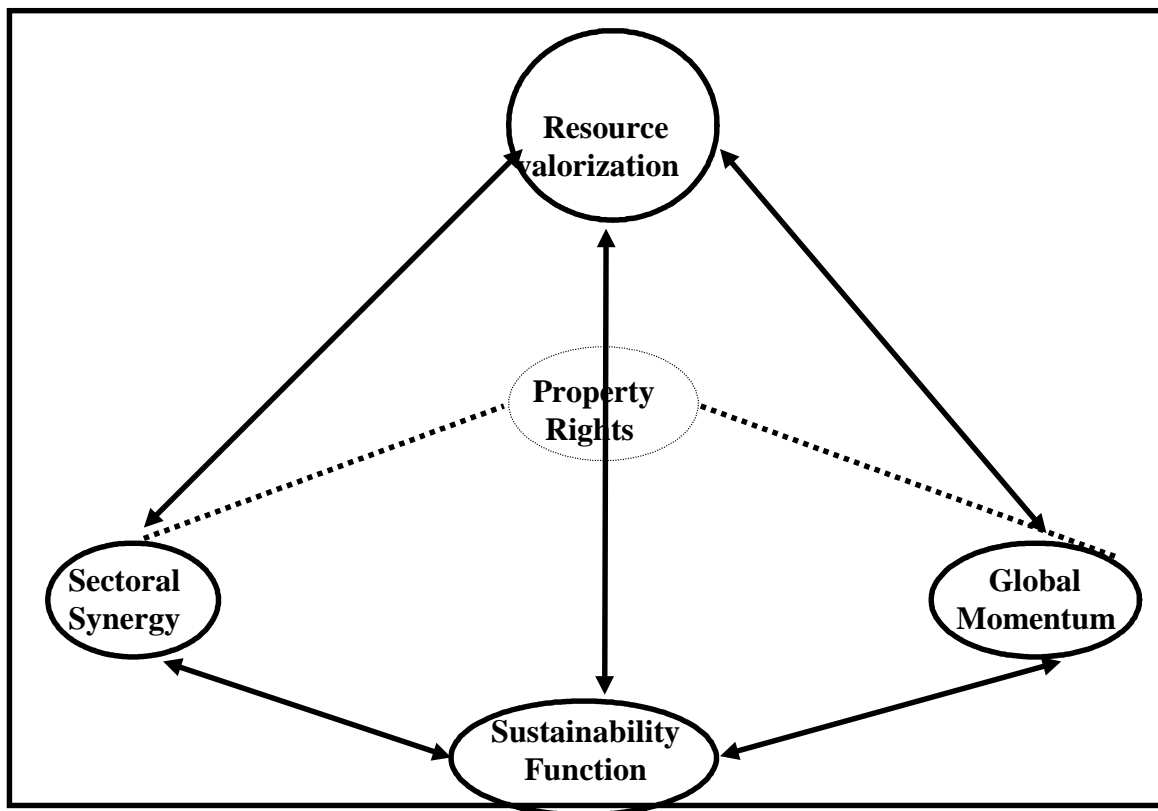 Resource
valorization
Property
Rights
Sectoral
Synergy
Global
Momentum
Sustainability
Function